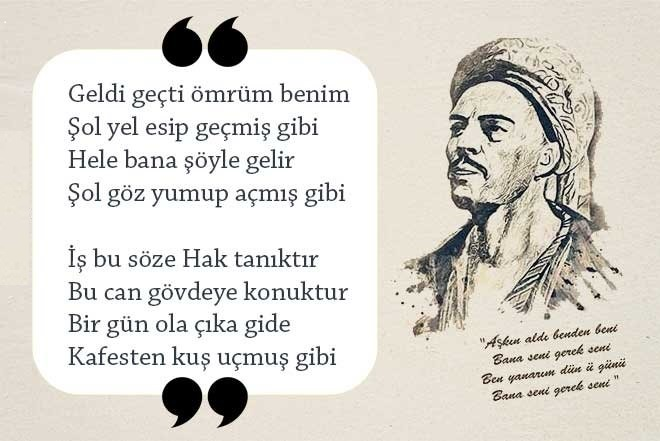 Geldi geçti ömrüm benim
Şol yel esip geçmiş gibi
Hele bana şöyle gelir
Şol göz yumup açmış gibi

İş bu söze Hak tanıktır
Bu can gövdeye konuktur
Bir gün ola çıka gide
Kafesten kuş uçmuş gibi

"Aşkın aldı benden beni
Bana seni gerek seni
Ben yanarım dün ü günü
Bana seni gerek seni "